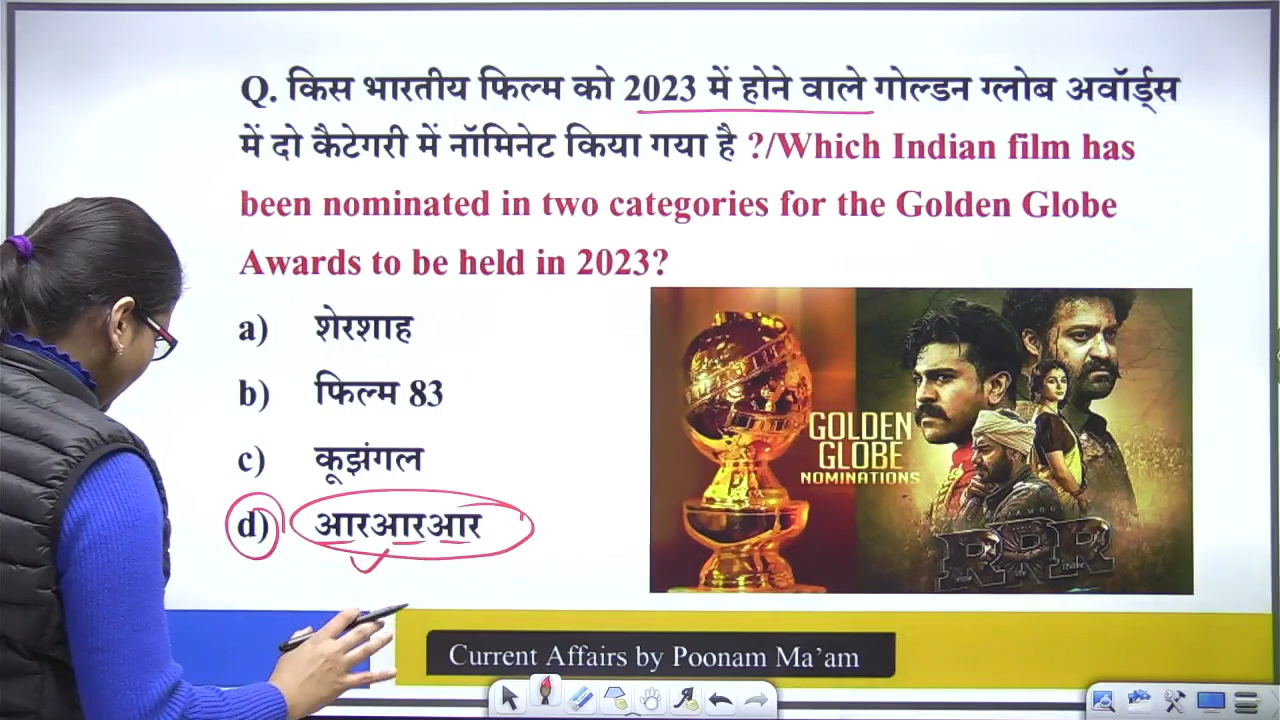 Q. किस भारतीय फिल्म को 2023 में होने वाले गोल्डन ग्लोब अवॉर्ड्स
में दो कैटेगरी में नॉमिनेट किया गया है ?/Which Indian film has
been nominated in two categories for the Golden Globe
Awards to be held in 2023?
a) शेरशाह
b) फिल्म 83
c) कूझंगल
d) आरआरआर
GOLDEN
GLOBE
NOMINATIONS
RRR
Current Affairs by Poonam Ma'am